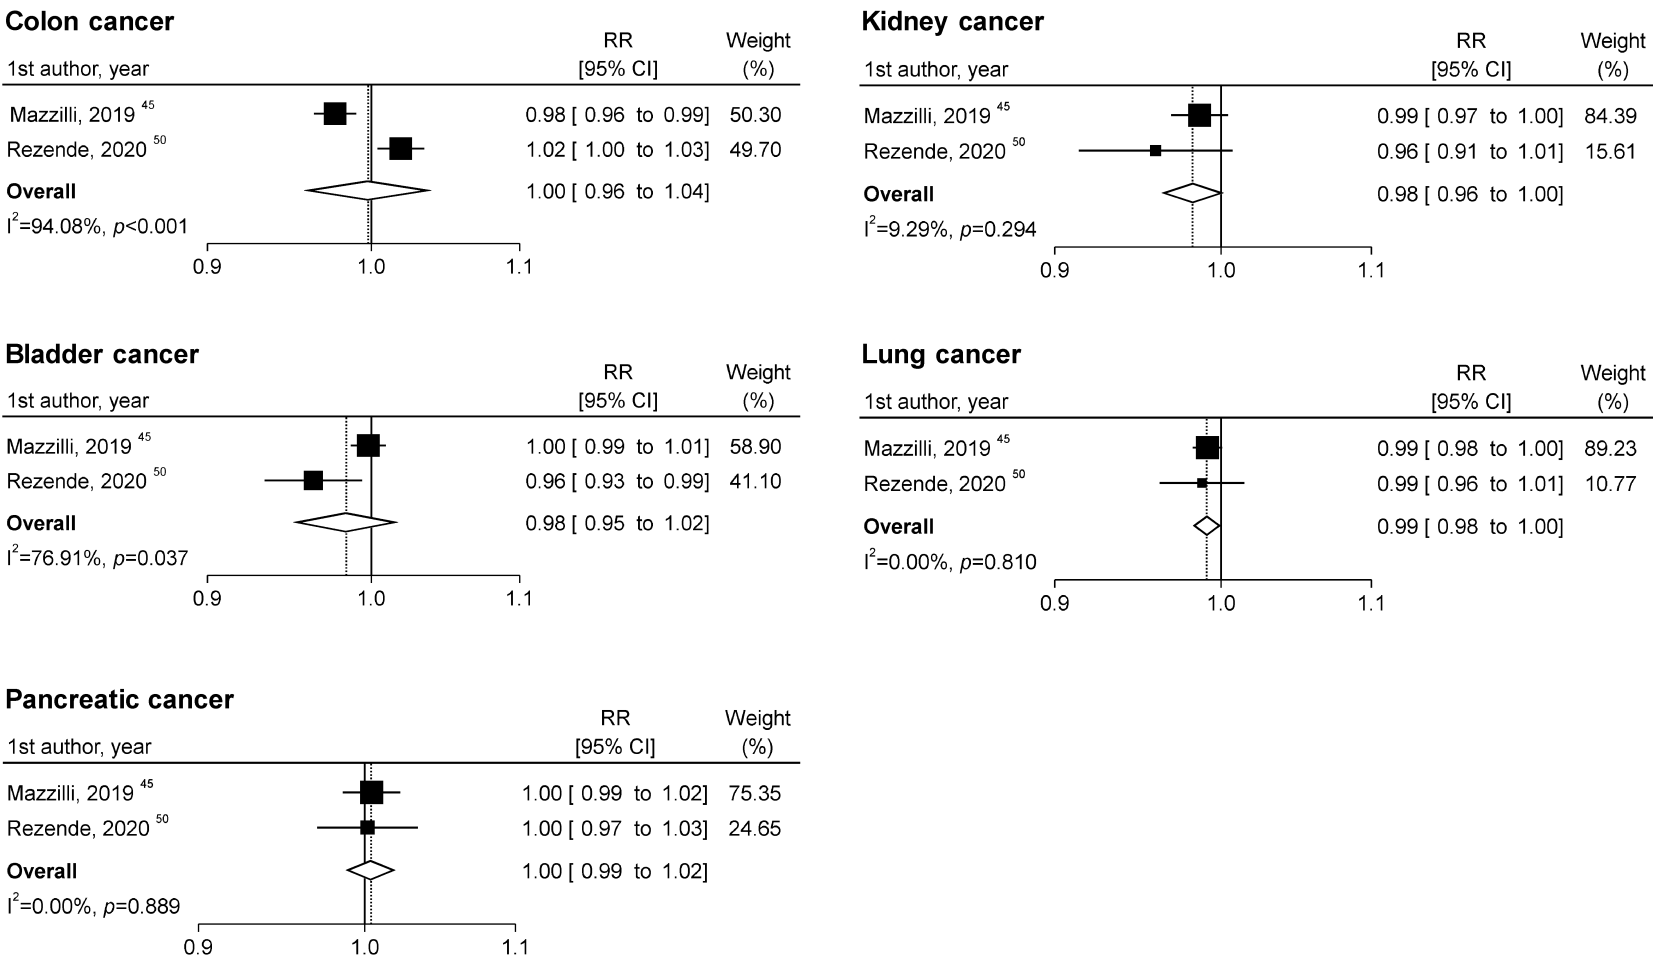 Colon cancer
RR Weight
1st author, year [95% CI] (%)
Mazzilli, 2019 45 0.98 [ 0.96 to 0.99] 50.30
Rezende, 2020 50 1.02 [ 1.00 to 1.03] 49.70
Overall 1.00 [ 0.96 to 1.04]
I2=94.08%, p<0.001
0.9 1.0 1.1
Kidney cancer
RR Weight
1st author, year [95% CI] (%)
Mazzilli, 2019 45 0.99 [ 0.97 to 1.00] 84.39
Rezende, 2020 50 0.96 [ 0.91 to 1.01] 15.61
Overall 0.98 [ 0.96 to 1.00]
I2=9.29%, p=0.294
0.9 1.0 1.1
Bladder cancer
RR Weight
1st author, year [95% CI] (%)
Mazzilli, 2019 45 1.00 [ 0.99 to 1.01] 58.90
Rezende, 2020 50 0.96 [ 0.93 to 0.99] 41.10
Overall 0.98 [ 0.95 to 1.02]
I2=76.91%, p=0.037
0.9 1.0 1.1
Lung cancer
RR Weight
1st author, year [95% CI] (%)
Mazzilli, 2019 45 0.99 [ 0.98 to 1.00] 89.23
Rezende, 2020 50 0.99 [ 0.96 to 1.01] 10.77
Overall 0.99 [ 0.98 to 1.00]
I2=0.00%, p=0.810
0.9 1.0 1.1
Pancreatic cancer
RR Weight
1st author, year [95% CI] (%)
Mazzilli, 2019 45 1.00 [ 0.99 to 1.02] 75.35
Rezende, 2020 50 1.00 [ 0.97 to 1.03] 24.65
Overall 1.00 [ 0.99 to 1.02]
I2=0.00%, p=0.889
0.9 1.0 1.1